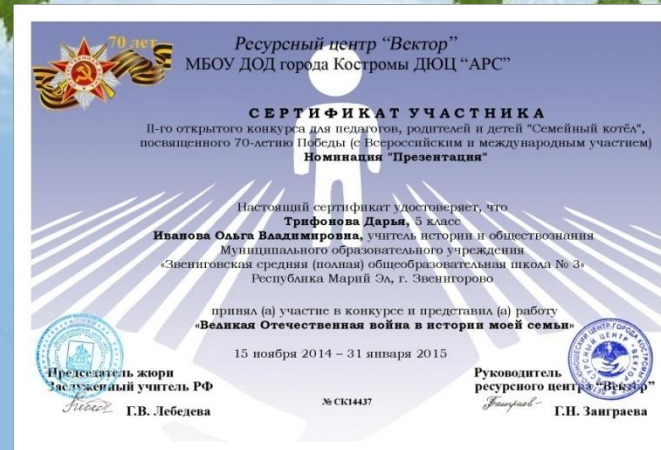 70 лет
Ресурсный центр "Вектор"
МБОУ ДОД города Костромы ДЮЦ "АРС"
СЕРТИФИКАТ УЧАСТНИКА
II-го открытого конкурса для педагогов, родителей и детей "Семейный котёл",
посвященного 70-летию Победы (с Всероссийским и международным участием)
Номинация "Презентация"
Настоящий сертификат удостоверяет, что
Трифонова Дарья, 5 класс
Иванова Ольга Владимировна, учитель истории и обществознания
Муниципального образовательного учреждения
«Звениговская средняя (полная) общеобразовательная школа № 3»
Республика Марий Эл, г. Звенигорово
принял (а) участие в конкурсе и представил (а) работу
«Великая Отечественная война в истории моей семьи»
15 ноября 2014 – 31 января 2015
Председатель жюри
Заслуженный учитель РФ
Г.В. Лебедева
№ СК14437
Руководитель
ресурсного центра "Вектор"
Г.Н. Заиграева